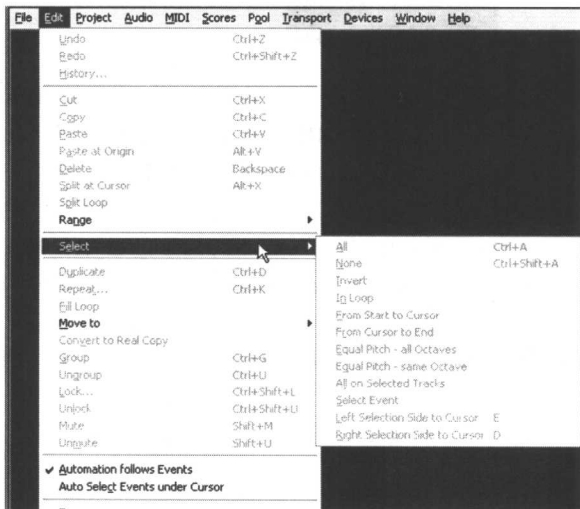 File Edit Project Audio MIDI Scores Pool Transport Devices Window Help
Undo Ctrl+Z
Redo Ctrl+Shift+Z
History...
Cut Ctrl+X
Copy Ctrl+C
Paste Ctrl+V
Paste at Origin Alt+V
Delete Backspace
Split at Cursor Alt+X
Split Loop
Range
Select
Duplicate Ctrl+D
Repeat... Ctrl+K
Fill Loop
Move to
Convert to Real Copy
Group Ctrl+G
Ungroup Ctrl+U
Lock... Ctrl+Shift+L
Unlock Ctrl+Shift+U
Mute Shift+M
Unmute Shift+U
Automation follows Events
Auto Select Events under Cursor
All Ctrl+A
None Ctrl+Shift+A
Invert
In Loop
From Start to Cursor
From Cursor to End
Equal Pitch - all Octaves
Equal Pitch - same Octave
All on Selected Tracks
Select Event
Left Selection Side to Cursor E
Right Selection Side to Cursor D